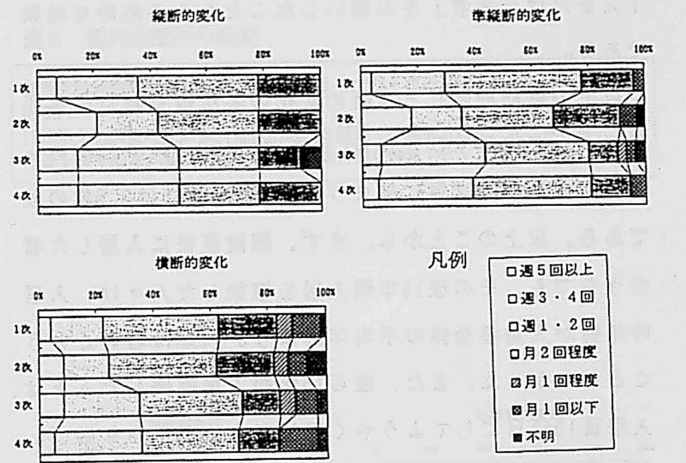 縦断的変化
0% 20% 40% 60% 80% 100%
1次
2次
3次
4次
準縦断的変化
0% 20% 40% 60% 80% 100%
1次
2次
3次
4次
横断的変化
0% 20% 40% 60% 80% 100%
1次
2次
3次
4次
凡例
週5回以上
週3・4回
週1・2回
月2回程度
月1回程度
月1回以下
不明